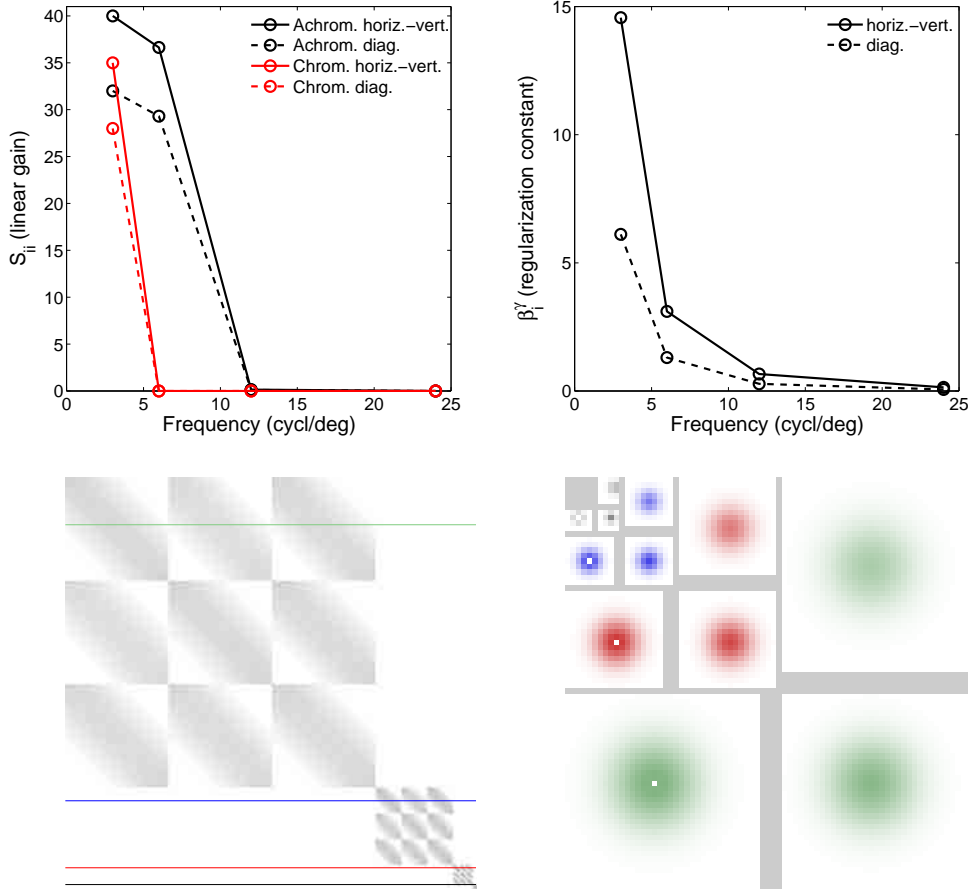 40
35
30
25
20
15
10
5
0
S_ii (linear gain)
Achrom. horiz.-vert.
Achrom. diag.
Chrom. horiz.-vert.
Chrom. diag.
0 5 10 15 20 25
Frequency (cycl/deg)
15
10
5
0
β_i^γ (regularization constant)
horiz.-vert.
diag.
0 5 10 15 20 25
Frequency (cycl/deg)